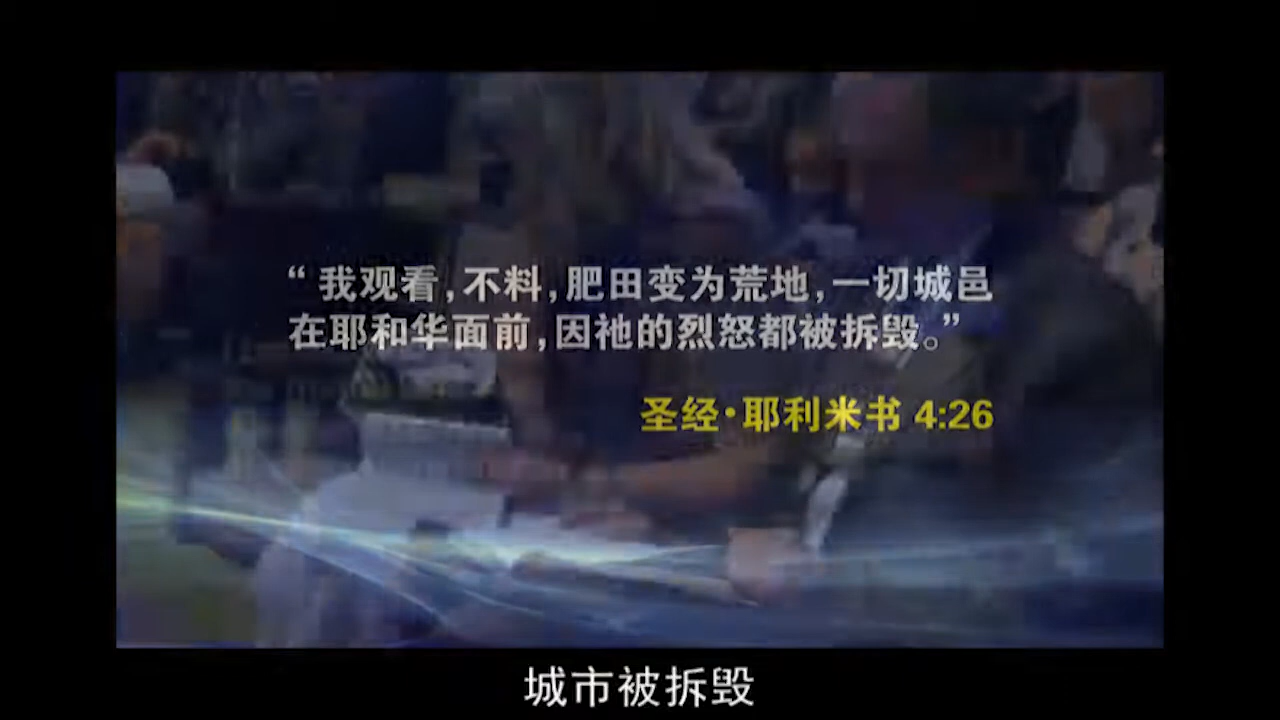 “我观看,不料,肥田变为荒地,一切城邑
在耶和华面前,因祂的烈怒都被拆毁。”
圣经·耶利米书 4:26
城市被拆毁